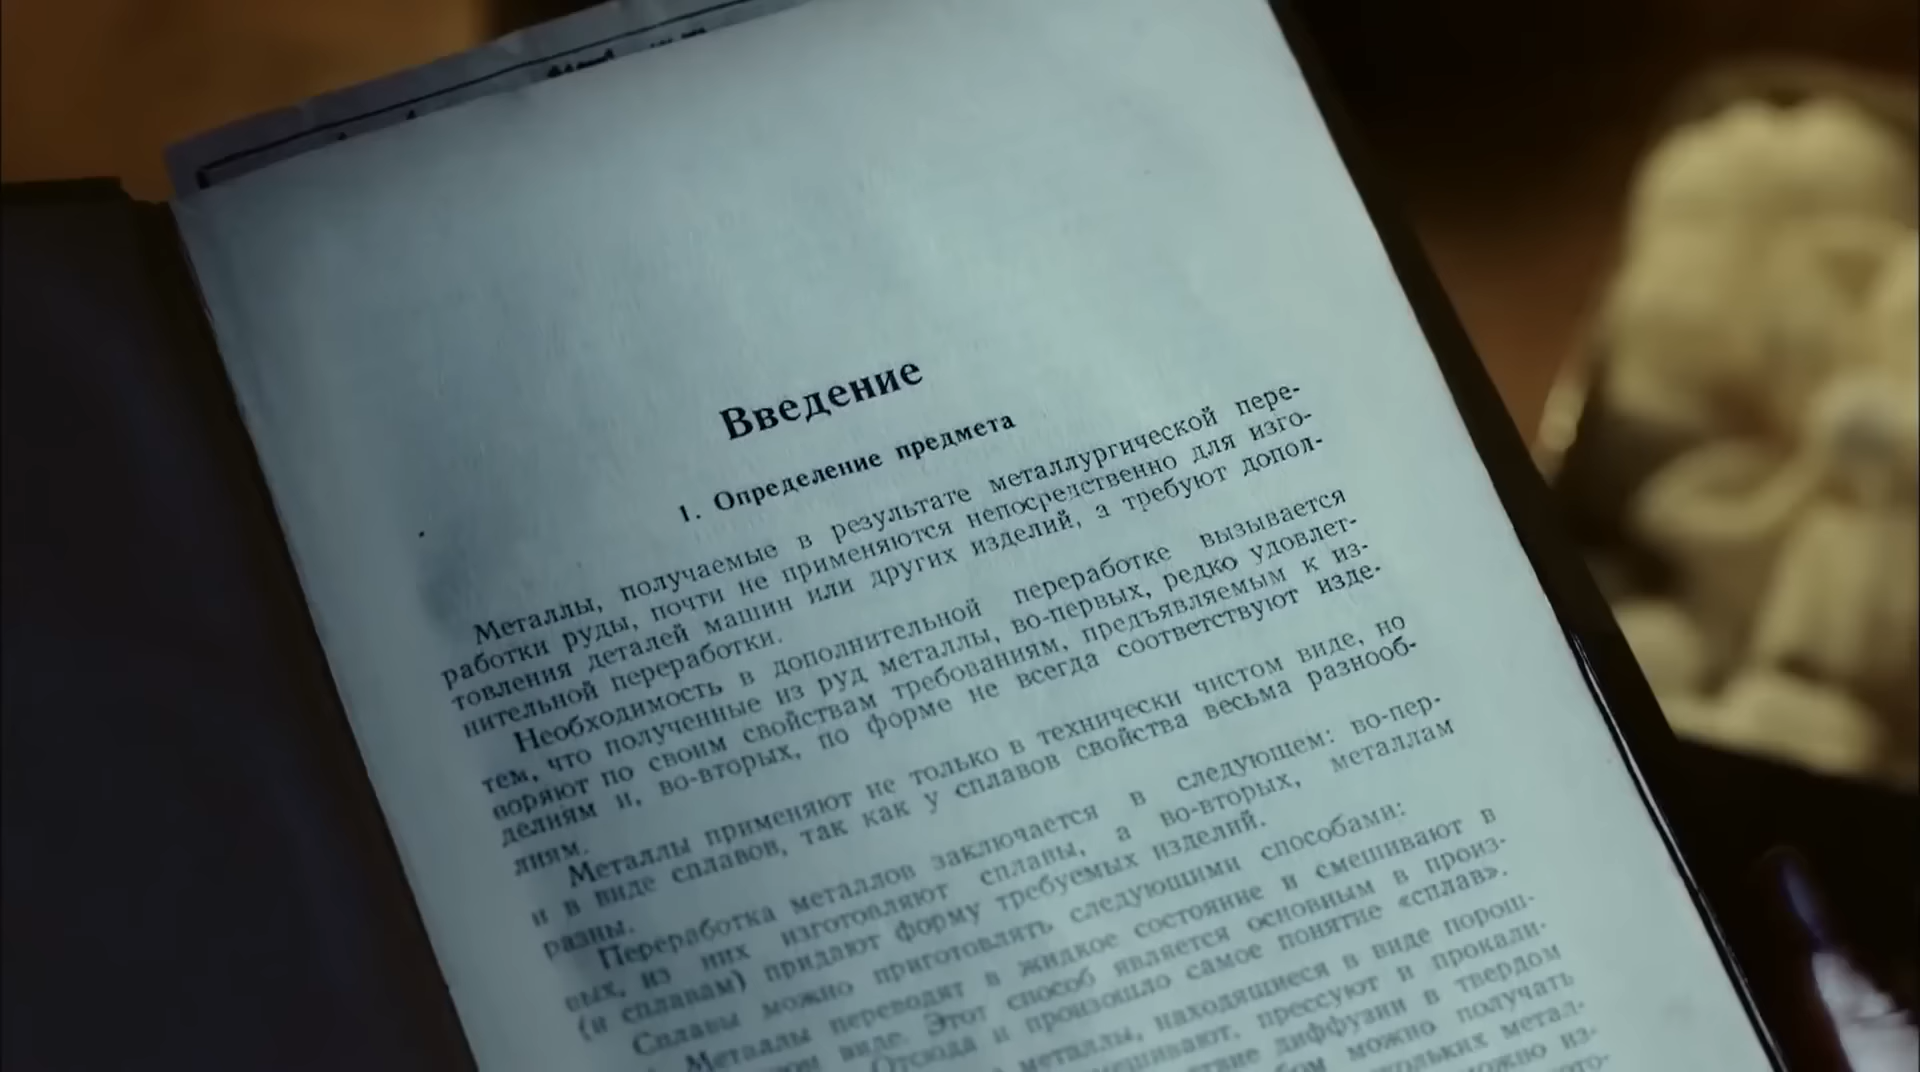 Введение
1. Определение предмета
Металлы, получаемые в результате металлургической пере-
работки руды, почти не применяются непосредственно для изго-
товления деталей машин или других изделий, а требуют допол-
нительной переработки.
Необходимость в дополнительной переработке вызывается
тем, что полученные из руд металлы, во-первых, редко удовлет-
воряют по своим свойствам требованиям, предъявляемым к из-
делиям и, во-вторых, по форме не всегда соответствуют изде-
лиям.
Металлы применяют не только в технически чистом виде, но
и в виде сплавов, так как у сплавов свойства весьма разнооб-
разны.
Переработка металлов заключается в следующем: во-пер-
вых, из них изготовляют сплавы, а во-вторых, металлам
(и сплавам) придают форму требуемых изделий.
Сплавы можно приготовлять следующими способами:
Металлы переводят в жидкое состояние и смешивают в
виде. Этот способ является основным в произ-
Отсюда и произошло самое понятие «сплав».
металлы, находящиеся в виде порош-
прессуют и прокали-
диффузии в твердом
можно получать
метал-
можно из-